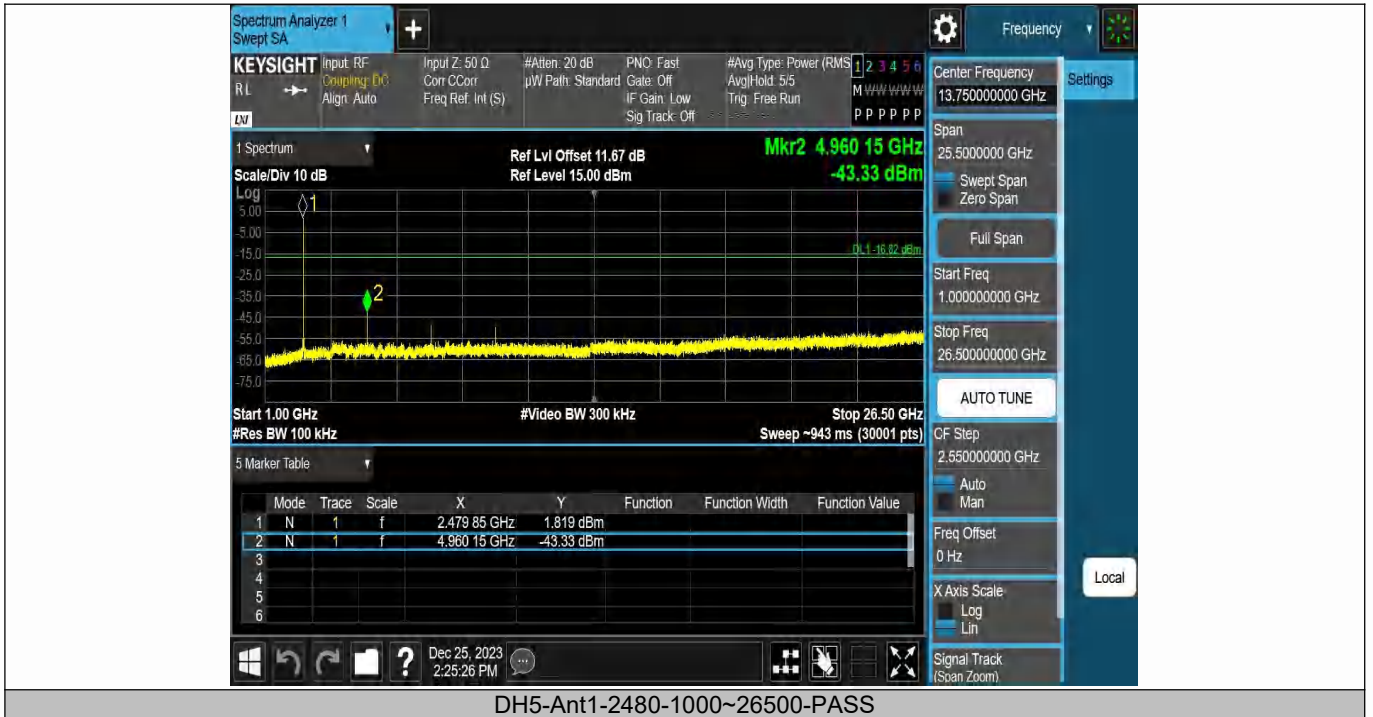 Spectrum Analyzer 1
Swept SA
+
Frequency
KEYSIGHT
RL
LXI
Input: RF
Coupling: DC
Align: Auto
Input Z: 50 Ω
Corr CCorr
Freq Ref: Int (S)
#Atten: 20 dB
µW Path: Standard
PNO: Fast
Gate: Off
IF Gain: Low
Sig Track: Off
#Avg Type: Power (RMS
Avg|Hold: 5/5
Trig: Free Run
1 2 3 4 5 6
M W W W W W
P P P P P P
1 Spectrum
Scale/Div 10 dB
Ref Lvl Offset 11.67 dB
Ref Level 15.00 dBm
Mkr2 4.960 15 GHz
-43.33 dBm
Log
5.00
-5.00
-15.0
-25.0
-35.0
-45.0
-55.0
-65.0
-75.0
1
2
DL1 -16.82 dBm
Start 1.00 GHz
#Res BW 100 kHz
#Video BW 300 kHz
Stop 26.50 GHz
Sweep ~943 ms (30001 pts)
5 Marker Table
Mode Trace Scale X Y Function Function Width Function Value
1 N 1 f 2.479 85 GHz 1.819 dBm
2 N 1 f 4.960 15 GHz -43.33 dBm
3
4
5
6
?
Dec 25, 2023
2:25:26 PM
Center Frequency
13.750000000 GHz
Settings
Span
25.5000000 GHz
Swept Span
Zero Span
Full Span
Start Freq
1.000000000 GHz
Stop Freq
26.500000000 GHz
AUTO TUNE
CF Step
2.550000000 GHz
Auto
Man
Freq Offset
0 Hz
X Axis Scale
Log
Lin
Signal Track
(Span Zoom)
Local
DH5-Ant1-2480-1000~26500-PASS